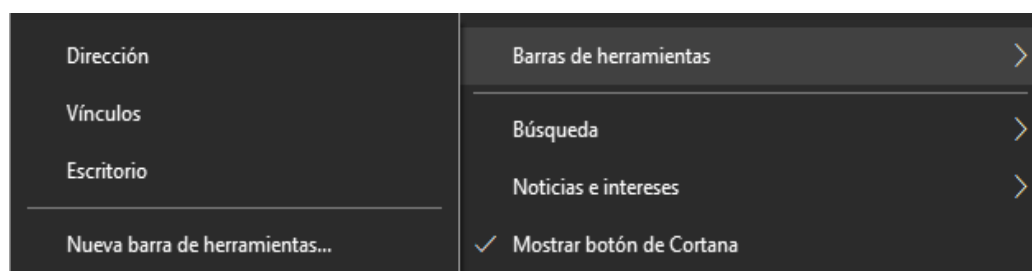 Dirección
Vínculos
Escritorio
Nueva barra de herramientas...
Barras de herramientas
Búsqueda
Noticias e intereses
Mostrar botón de Cortana